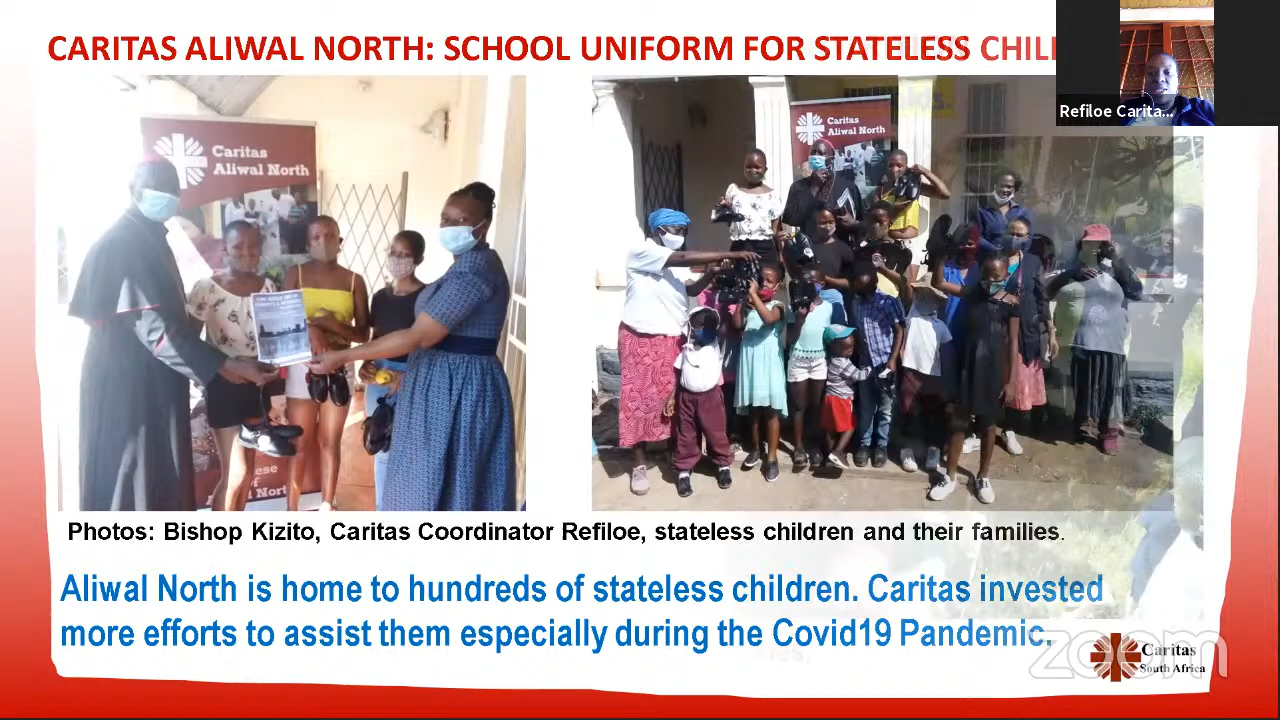 CARITAS ALIWAL NORTH: SCHOOL UNIFORM FOR STATELESS CHIL
Refiloe Carita...
Caritas
Aliwal North
Caritas
Aliwal North
Photos: Bishop Kizito, Caritas Coordinator Refiloe, stateless children and their families.
Aliwal North is home to hundreds of stateless children. Caritas invested
more efforts to assist them especially during the Covid19 Pandemic.
zoom
Caritas
South Africa